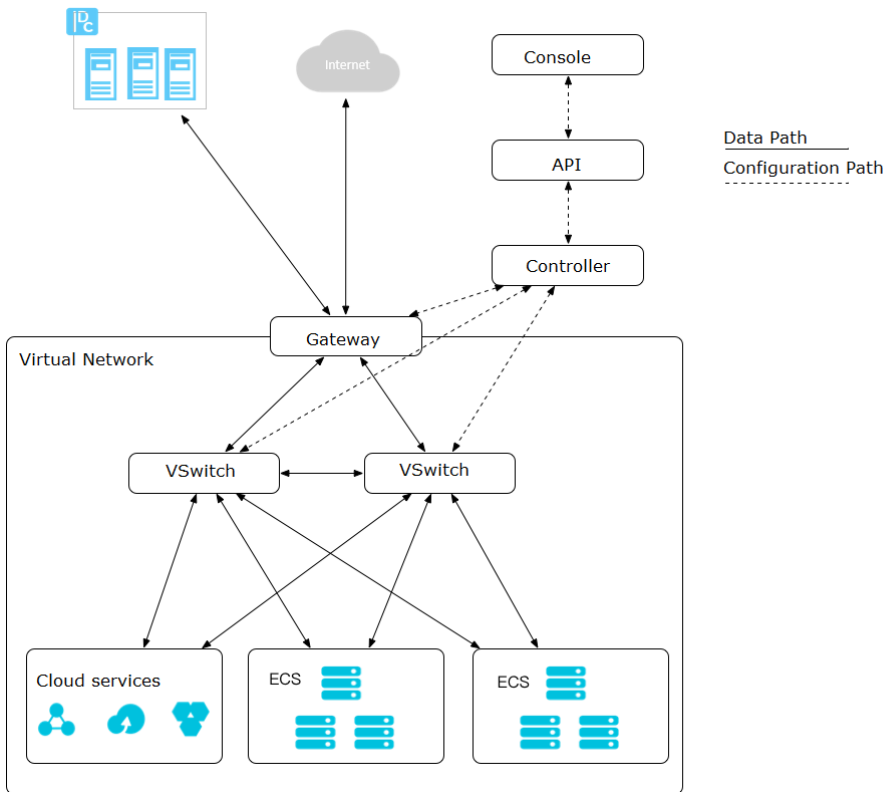 IDC
Internet
Console
API
Data Path
Configuration Path
Controller
Gateway
Virtual Network
VSwitch
VSwitch
Cloud services
ECS
ECS